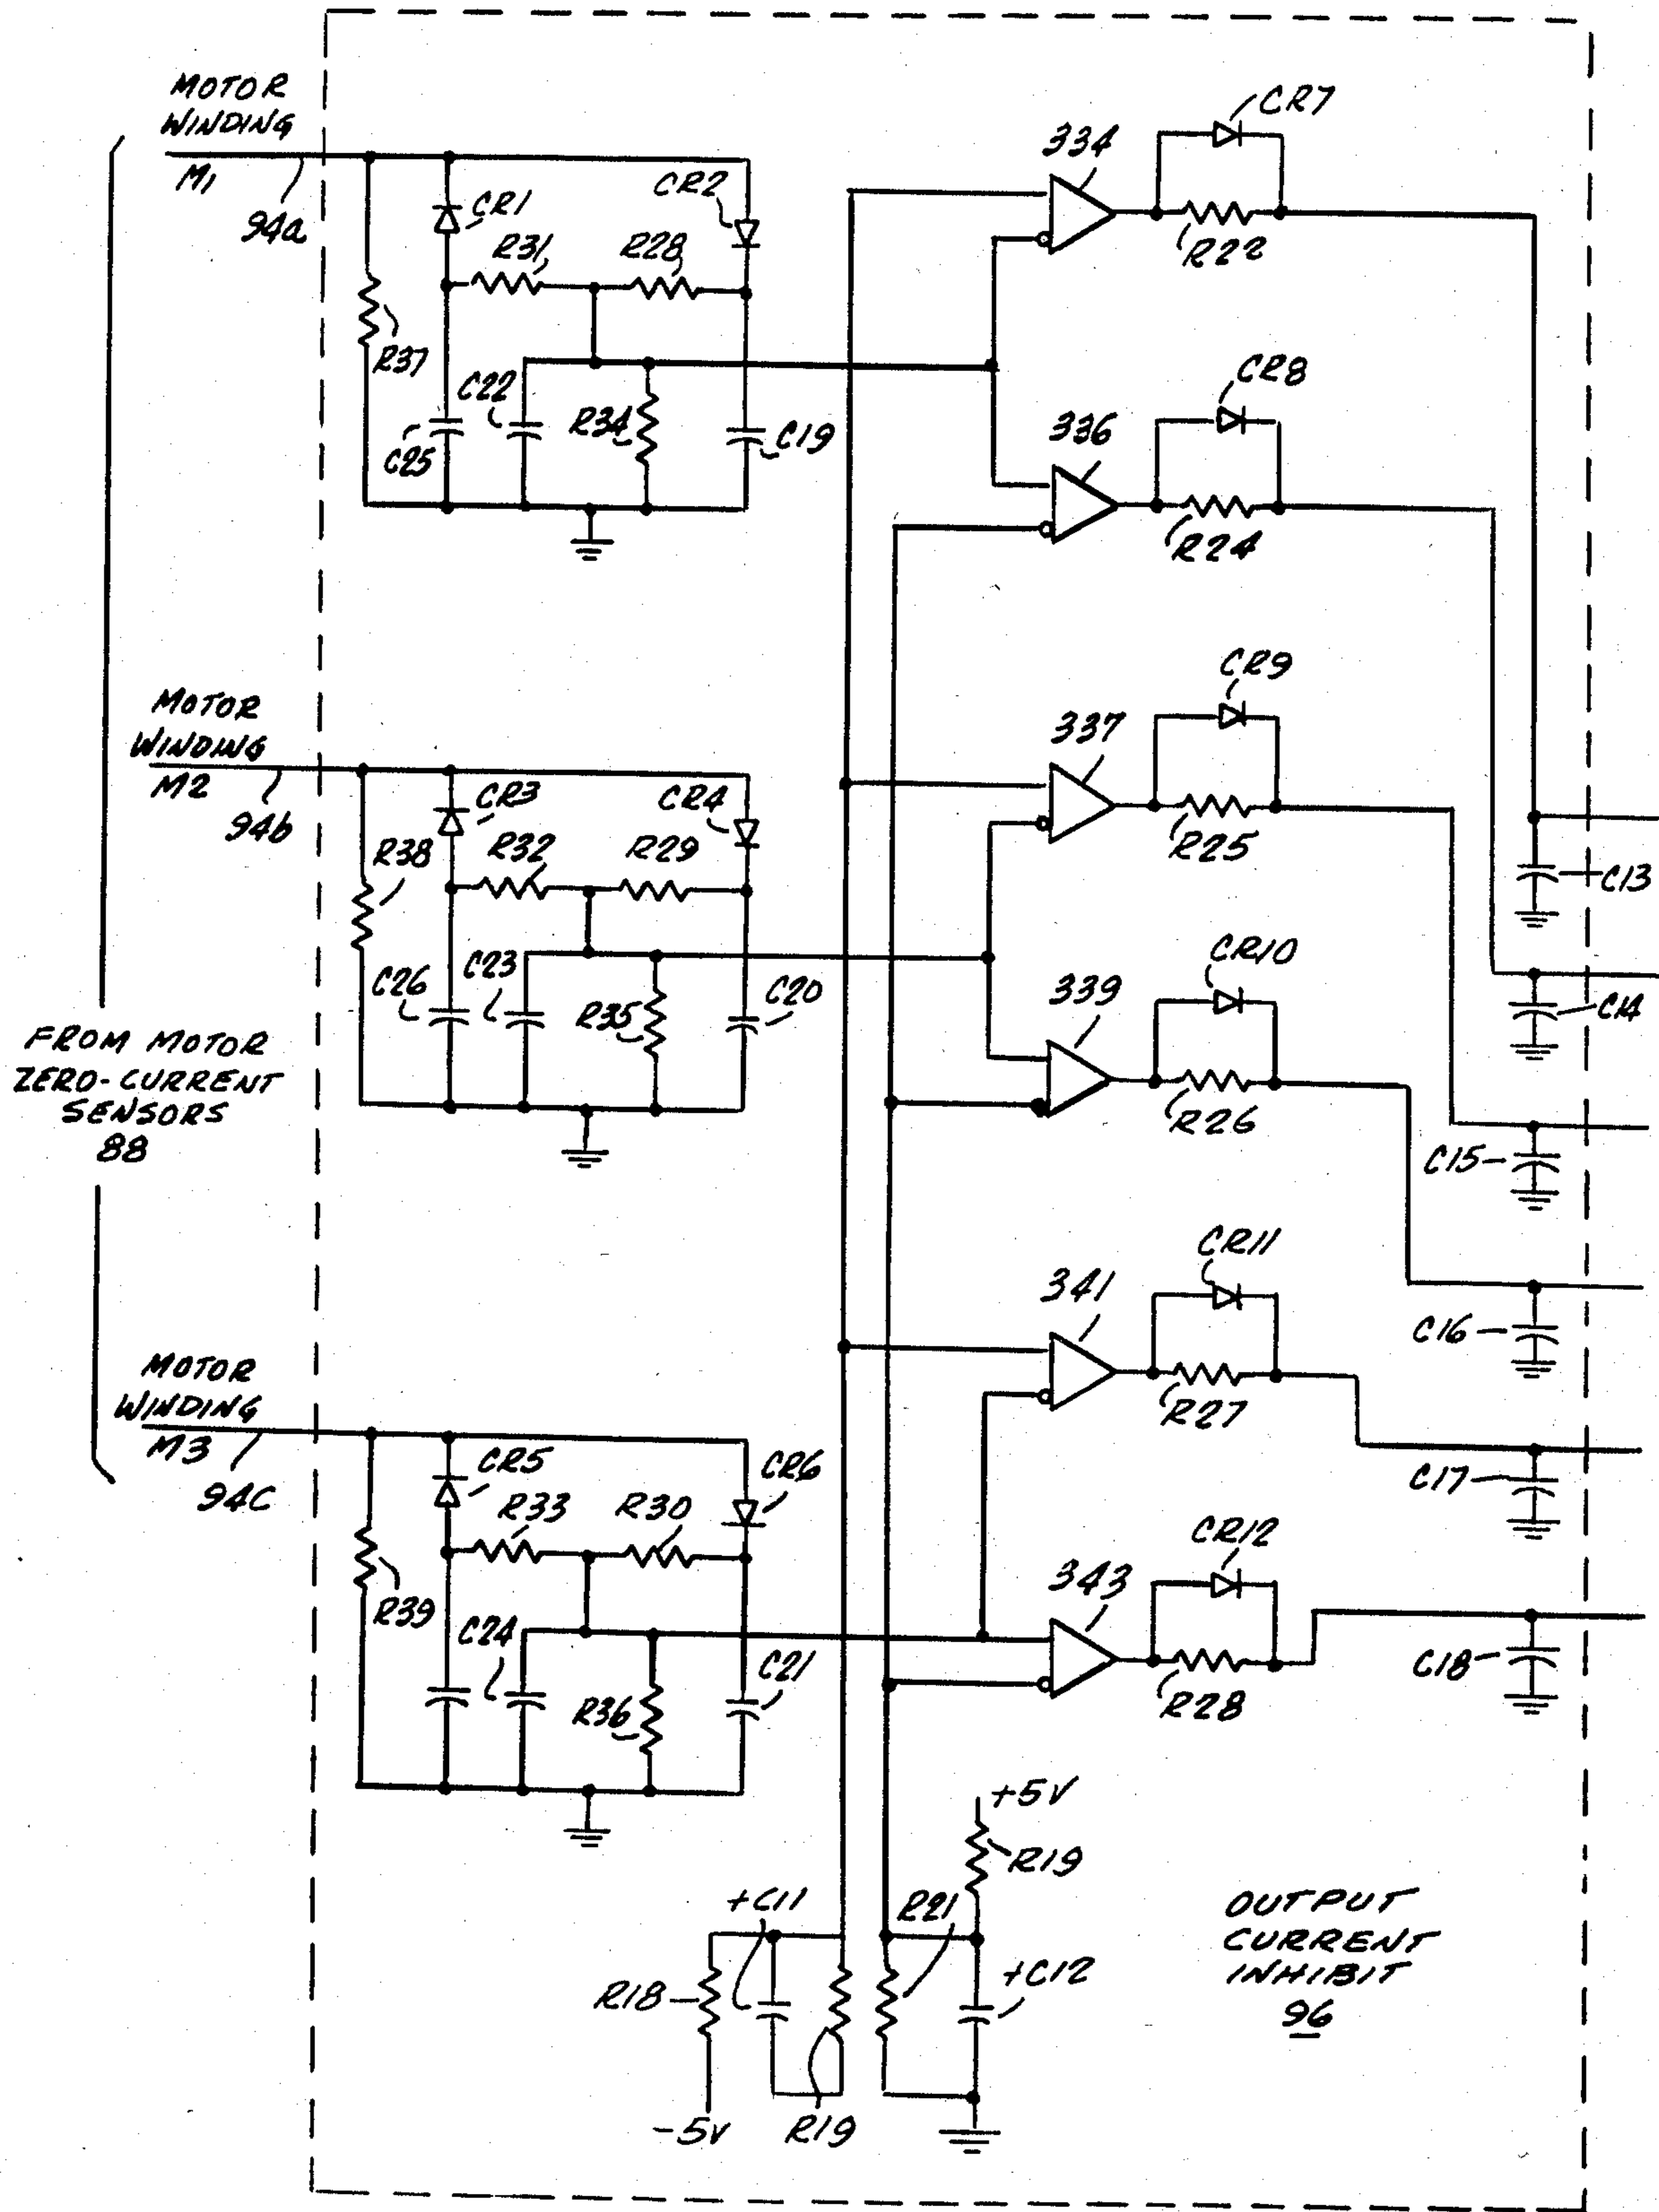 MOTOR
WINDING
M1
94a
CR1
CR2
R31
R28
R37
C22
C25
R34
C19
334
CR7
R22
336
CR8
R24
MOTOR
WINDING
M2
94b
CR3
CR4
R38
R32
R29
C26
C23
R35
C20
337
CR9
R25
C13
339
CR10
R26
C14
FROM MOTOR
ZERO-CURRENT
SENSORS
88
C15
341
CR11
R27
C16
MOTOR
WINDING
M3
94C
CR5
CR6
R33
R30
R39
C24
R36
C21
343
CR12
R28
C17
C18
+5V
R19
+C11
R21
R18
+C12
-5V
R19
OUTPUT
CURRENT
INHIBIT
96